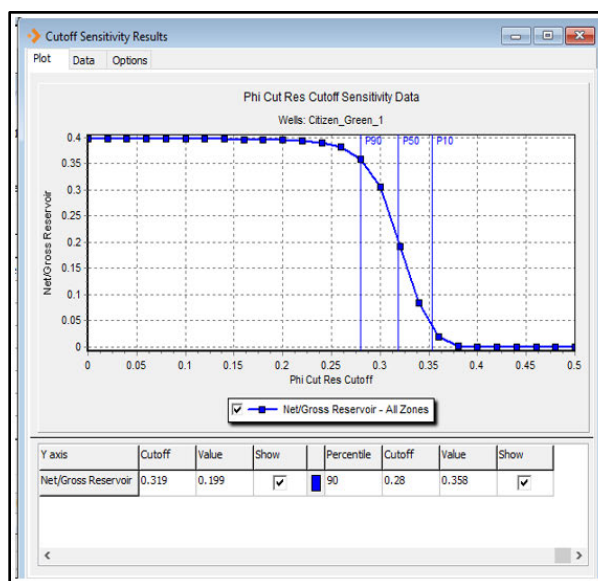 Cutoff Sensitivity Results
Plot Data Options
Phi Cut Res Cutoff Sensitivity Data
Wells: Citizen_Green_1
P90 P50 P10
Net/Gross Reservoir
0.4
0.35
0.3
0.25
0.2
0.15
0.1
0.05
0
0 0.05 0.1 0.15 0.2 0.25 0.3 0.35 0.4 0.45 0.5
Phi Cut Res Cutoff
Net/Gross Reservoir - All Zones
Y axis Cutoff Value Show Percentile Cutoff Value Show
Net/Gross Reservoir 0.319 0.199 90 0.28 0.358